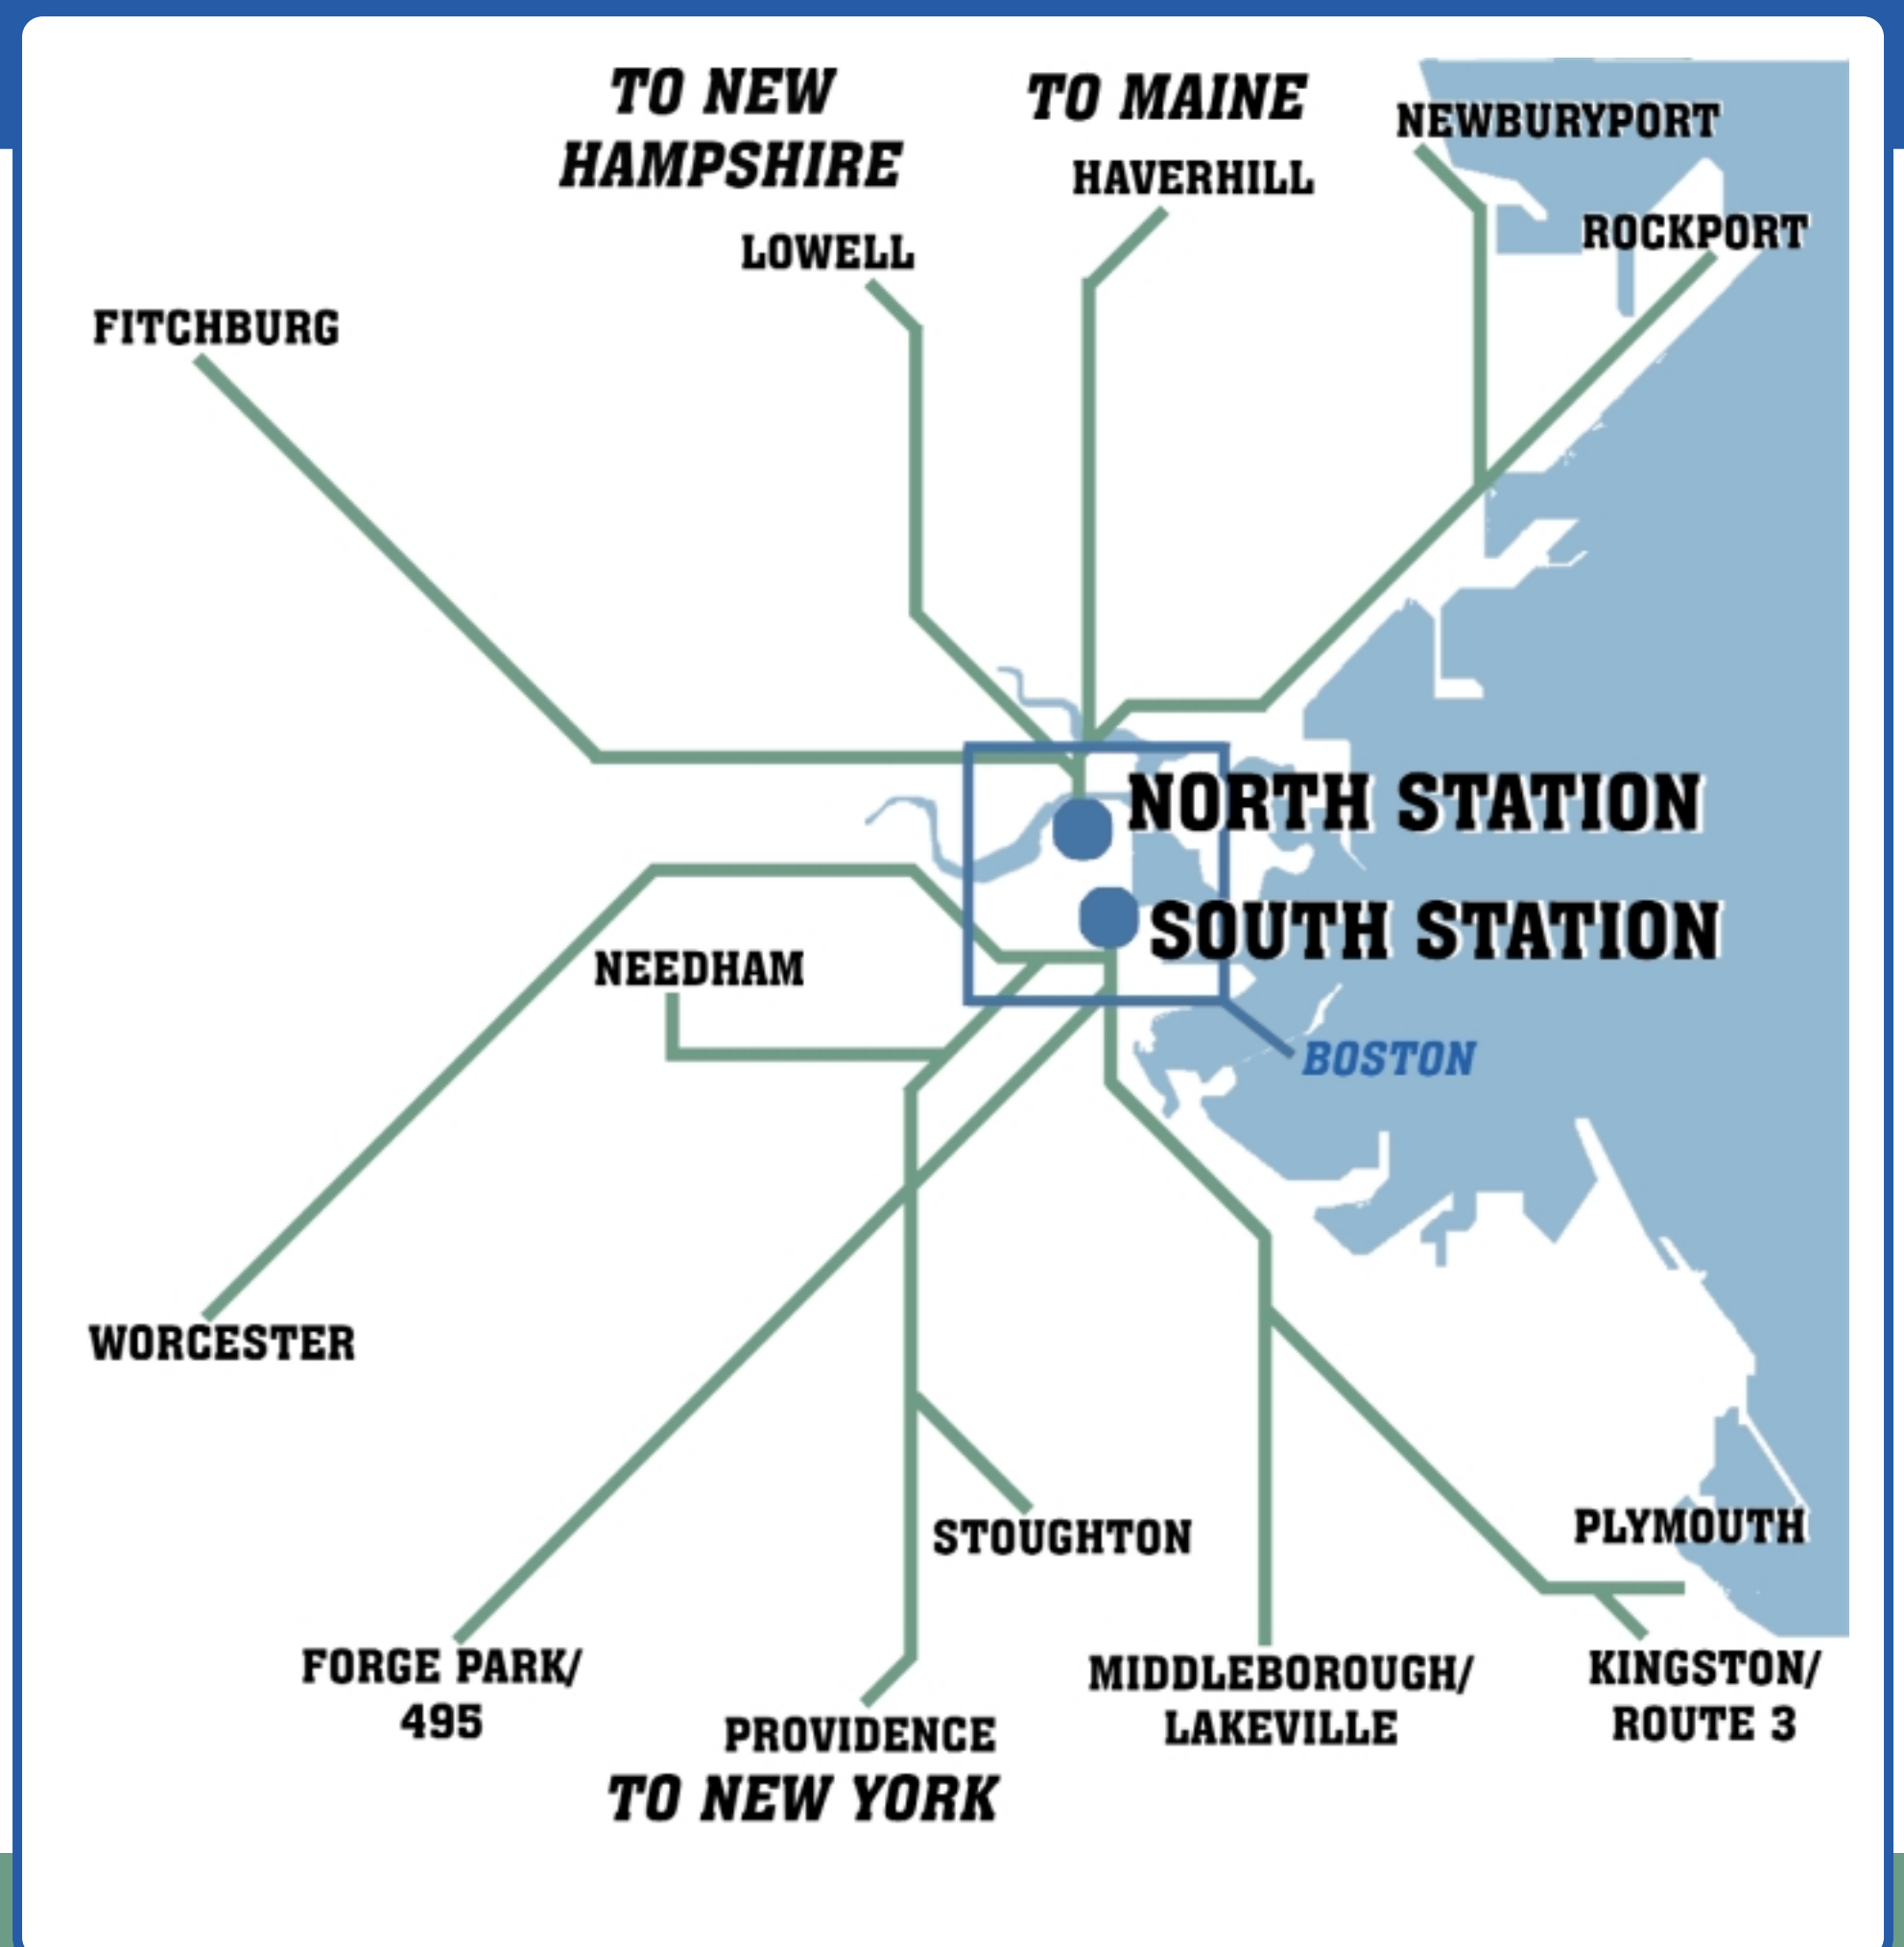 TO NEW
HAMPSHIRE
TO MAINE
NEWBURYPORT
HAVERHILL
ROCKPORT
LOWELL
FITCHBURG
NORTH STATION
SOUTH STATION
NEEDHAM
BOSTON
WORCESTER
STOUGHTON
PLYMOUTH
FORGE PARK/
495
PROVIDENCE
TO NEW YORK
MIDDLEBOROUGH/
LAKEVILLE
KINGSTON/
ROUTE 3